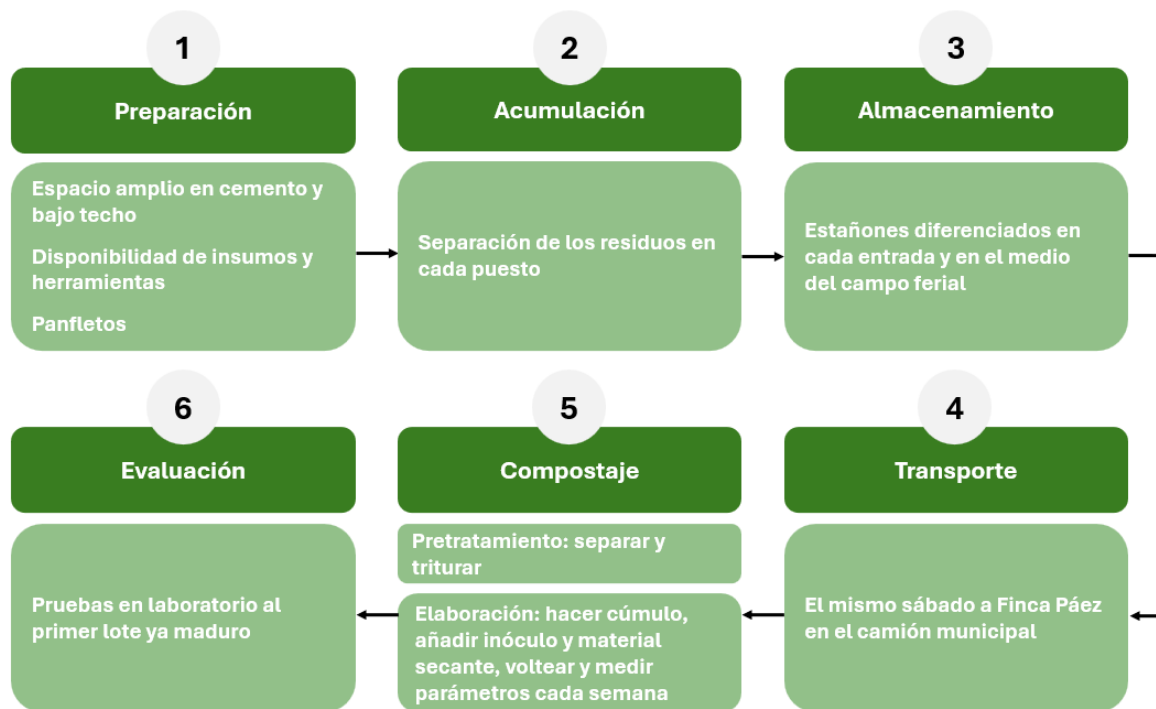 1
Preparación
Espacio amplio en cemento y
bajo techo
Disponibilidad de insumos y
herramientas
Panfletos
2
Acumulación
Separación de los residuos en
cada puesto
3
Almacenamiento
Estañones diferenciados en
cada entrada y en el medio
del campo ferial
4
Transporte
El mismo sábado a Finca Páez
en el camión municipal
5
Compostaje
Pretratamiento: separar y
triturar
Elaboración: hacer cúmulo,
añadir inóculo y material
secante, voltear y medir
parámetros cada semana
6
Evaluación
Pruebas en laboratorio al
primer lote ya maduro